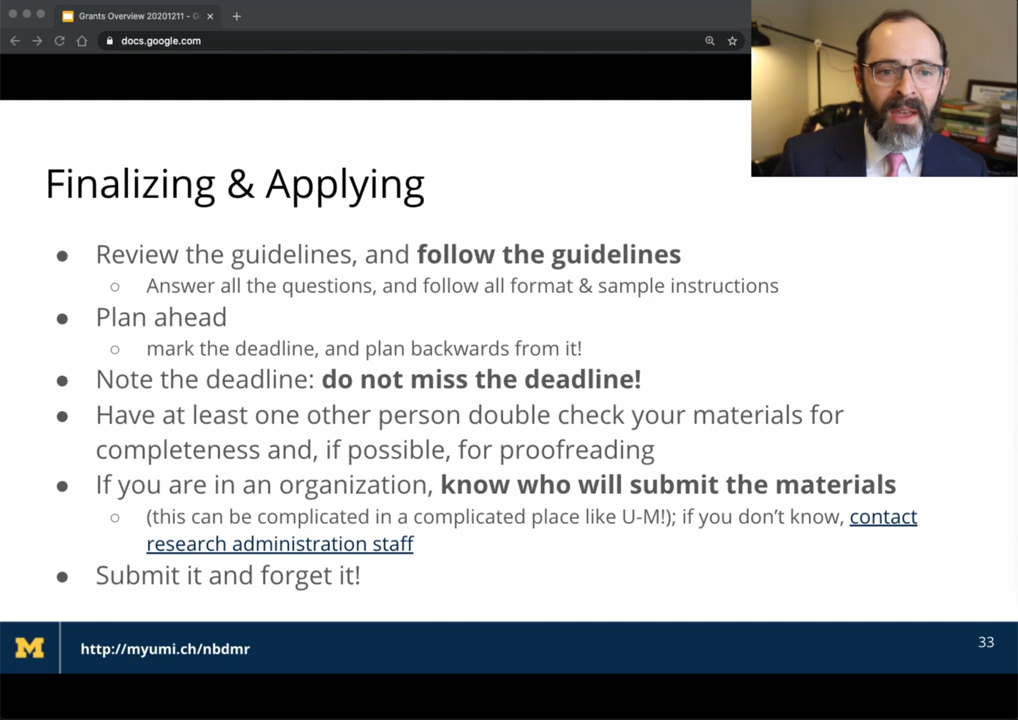 Grants Overview 20201211 - G
docs.google.com
Finalizing & Applying
● Review the guidelines, and follow the guidelines
○ Answer all the questions, and follow all format & sample instructions
● Plan ahead
○ mark the deadline, and plan backwards from it!
● Note the deadline: do not miss the deadline!
● Have at least one other person double check your materials for
completeness and, if possible, for proofreading
● If you are in an organization, know who will submit the materials
○ (this can be complicated in a complicated place like U-M!); if you don’t know, contact
research administration staff
● Submit it and forget it!
M
http://myumi.ch/nbdmr
33